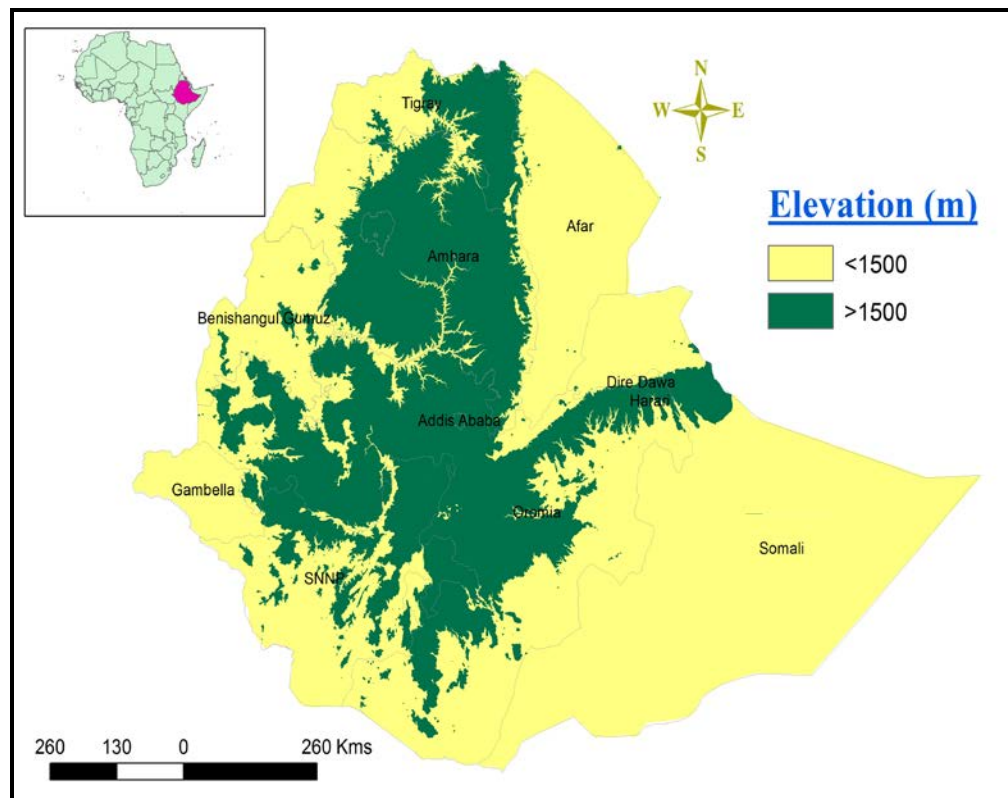 N
W E
S
Tigray
Elevation (m)
Afar
<1500
Amhara
>1500
Benishangul Gumuz
Dire Dawa
Harari
Addis Ababa
Gambella
Oromia
Somali
SNNP
260 130 0 260 Kms